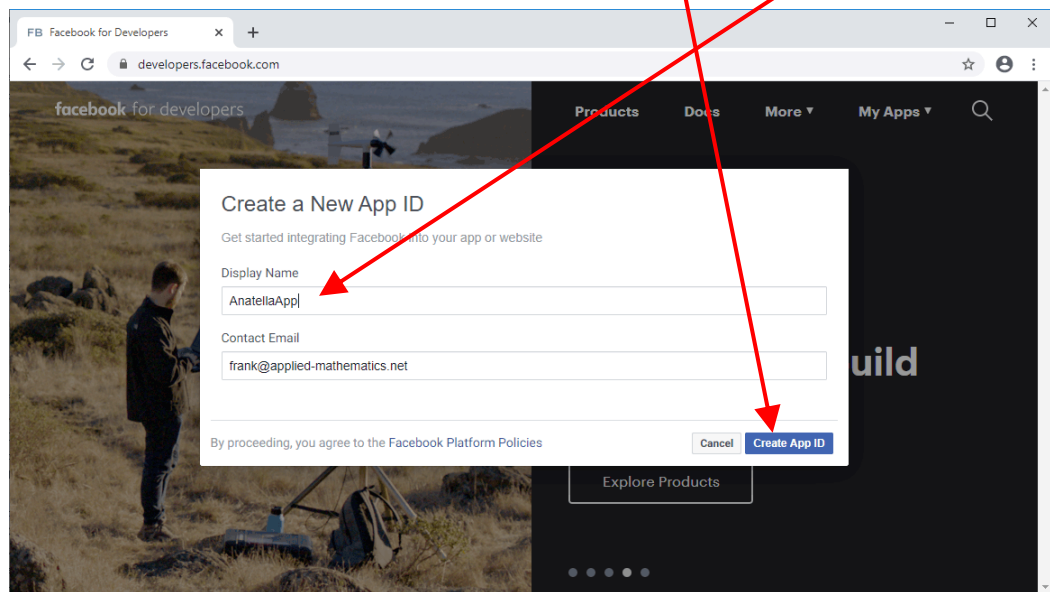 FB Facebook for Developers
developers.facebook.com
facebook for developers
Products Docs More My Apps
Create a New App ID
Get started integrating Facebook into your app or website
Display Name
AnatellaApp
Contact Email
frank@applied-mathematics.net
uild
By proceeding, you agree to the Facebook Platform Policies
Cancel Create App ID
Explore Products